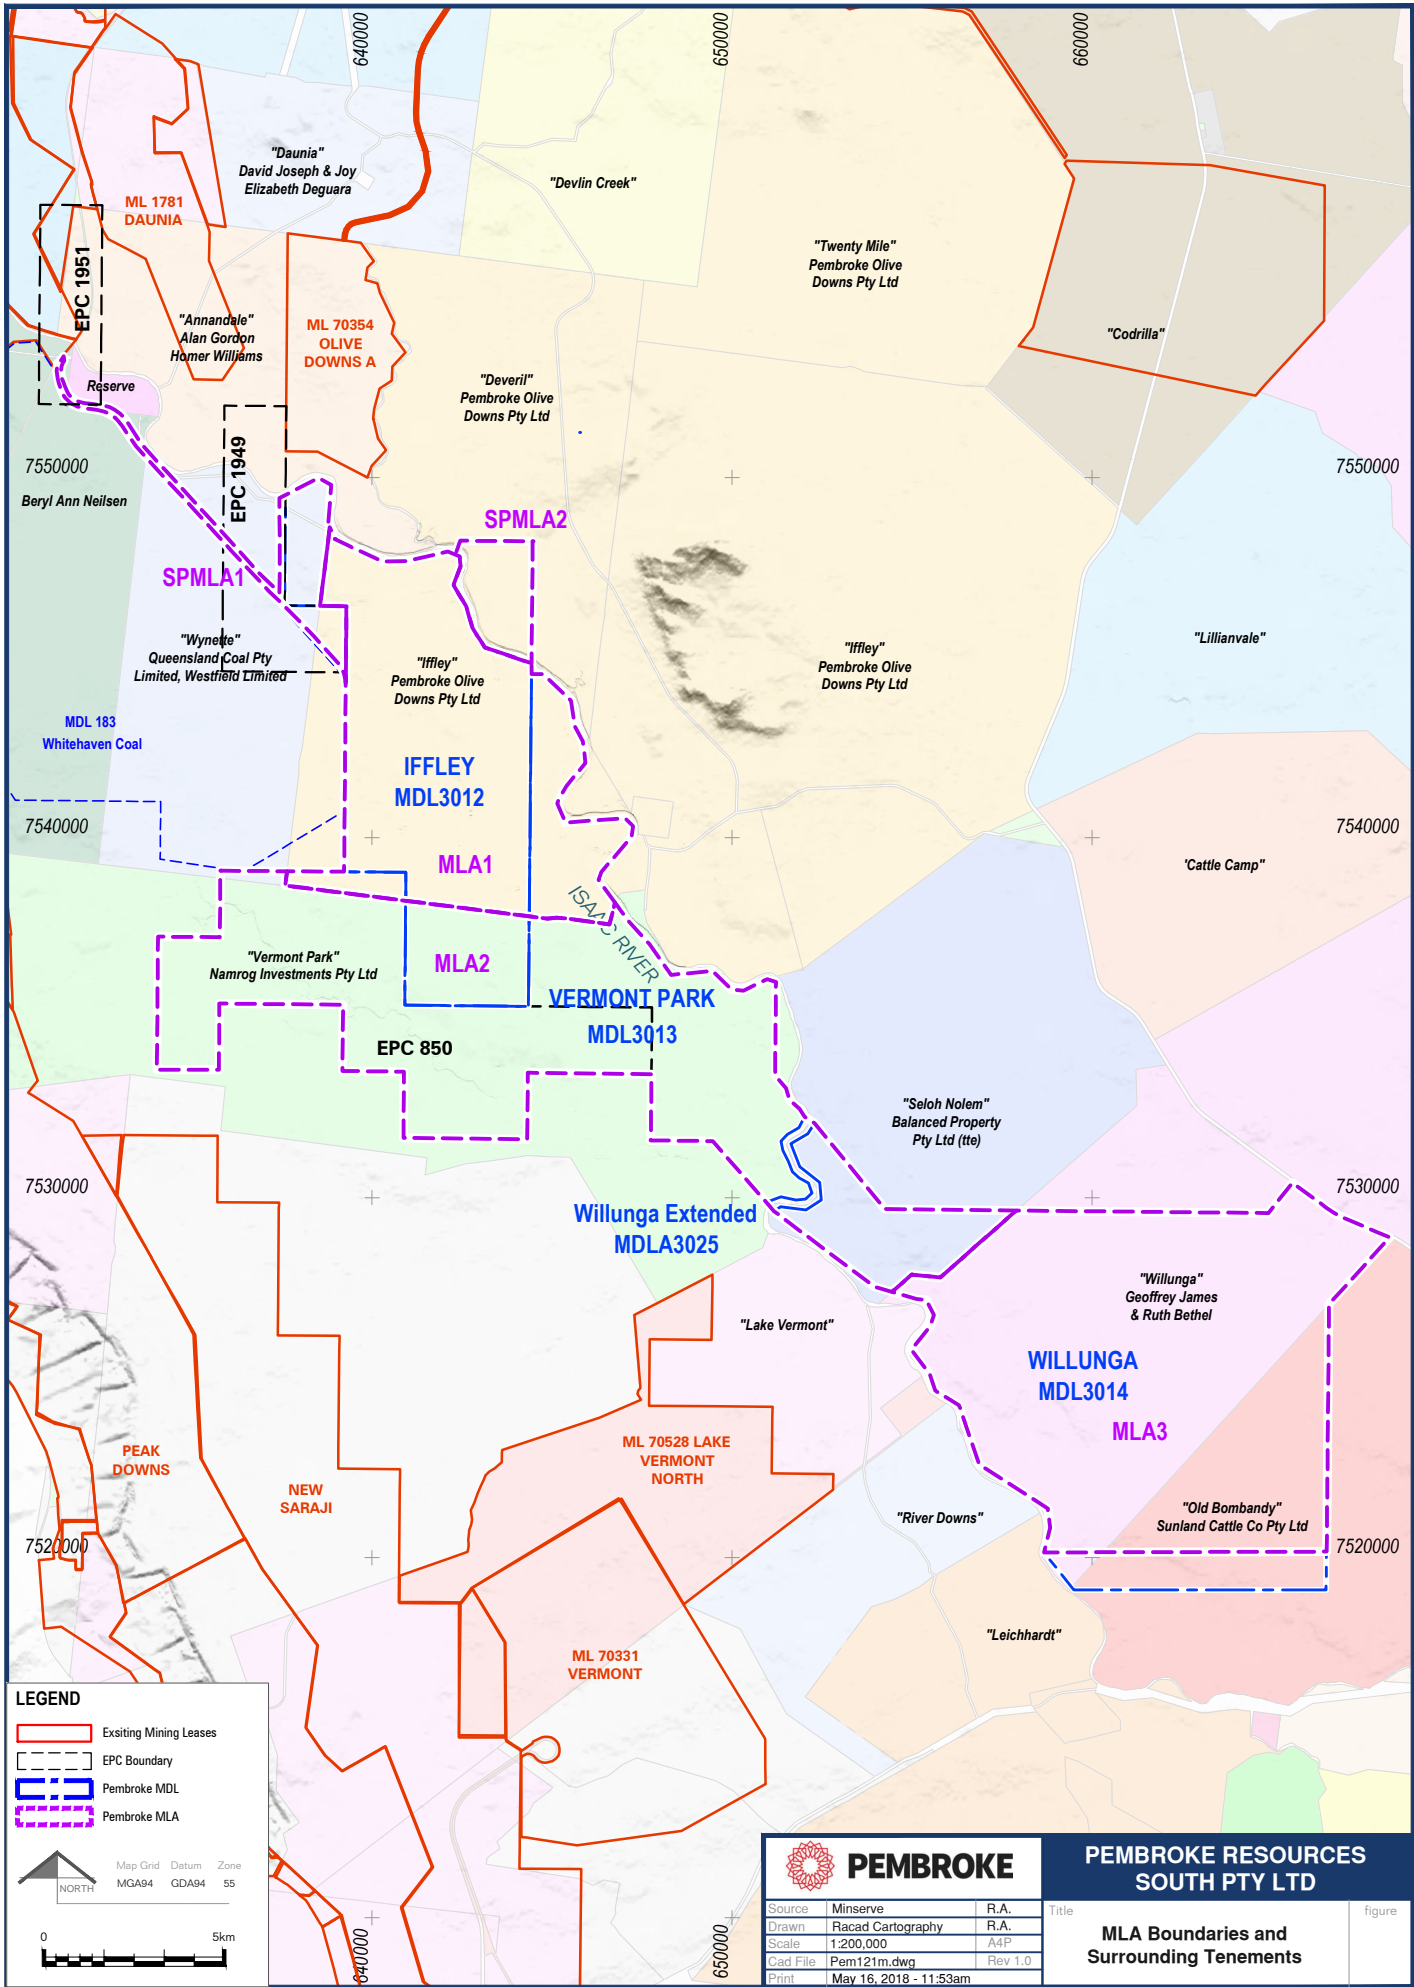 640000
650000
660000
"Daunia"
David Joseph & Joy
Elizabeth Deguara
"Devlin Creek"
ML 1781
DAUNIA
"Twenty Mile"
Pembroke Olive
Downs Pty Ltd
EPC 1951
"Annandale"
Alan Gordon
Homer Williams
ML 70354
OLIVE
DOWNS A
"Codrilla"
Reserve
"Deveril"
Pembroke Olive
Downs Pty Ltd
EPC 1949
7550000
7550000
Beryl Ann Neilsen
SPMLA2
SPMLA1
"Wynette"
Queensland Coal Pty
Limited, Westfield Limited
"Iffley"
Pembroke Olive
Downs Pty Ltd
"Iffley"
Pembroke Olive
Downs Pty Ltd
"Lillianvale"
MDL 183
Whitehaven Coal
IFFLEY
MDL3012
7540000
7540000
MLA1
'Cattle Camp"
ISAAC RIVER
"Vermont Park"
Namrog Investments Pty Ltd
MLA2
VERMONT PARK
MDL3013
EPC 850
"Seloh Nolem"
Balanced Property
Pty Ltd (tte)
7530000
7530000
Willunga Extended
MDLA3025
"Willunga"
Geoffrey James
& Ruth Bethel
"Lake Vermont"
WILLUNGA
MDL3014
MLA3
PEAK
DOWNS
NEW
SARAJI
ML 70528 LAKE
VERMONT
NORTH
"Old Bombandy"
Sunland Cattle Co Pty Ltd
"River Downs"
7520000
7520000
"Leichhardt"
ML 70331
VERMONT
LEGEND
Exsiting Mining Leases
EPC Boundary
Pembroke MDL
Pembroke MLA
NORTH
Map Grid Datum Zone
MGA94 GDA94 55
0 5km
640000
650000
PEMBROKE
PEMBROKE RESOURCES
SOUTH PTY LTD
Source Minserve R.A.
Drawn Racad Cartography R.A.
Scale 1:200,000 A4P
Cad File Pem121m.dwg Rev 1.0
Print May 16, 2018 - 11:53am
Title
MLA Boundaries and
Surrounding Tenements
figure